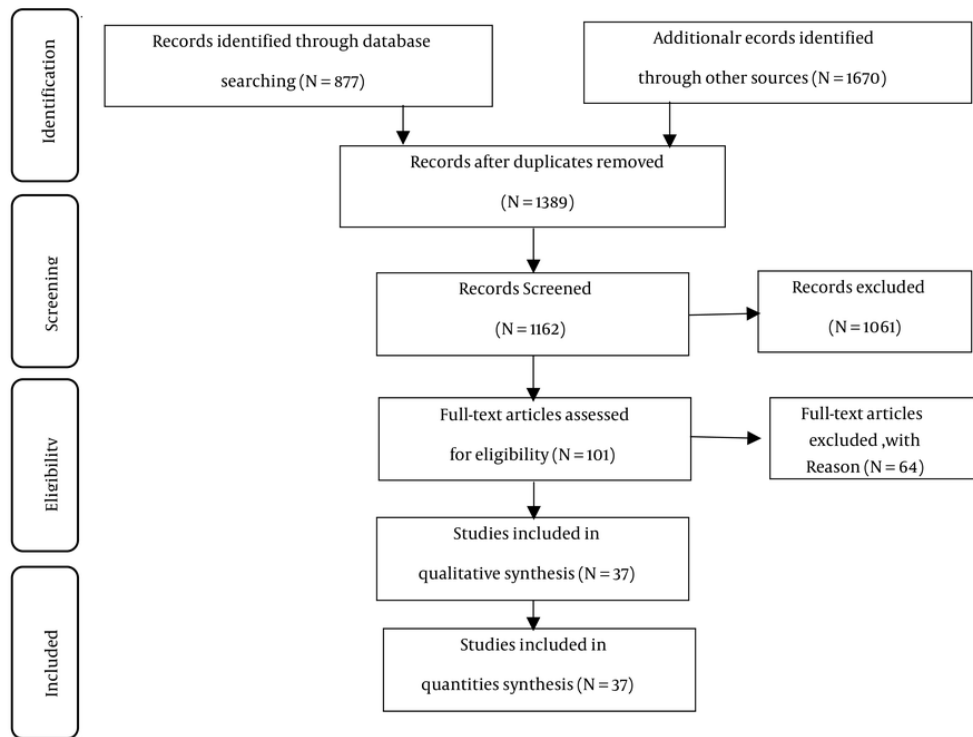 Identification
Records identified through database
searching (N = 877)
Additionalr ecords identified
through other sources (N = 1670)
Records after duplicates removed
(N = 1389)
Screening
Records Screened
(N = 1162)
Records excluded
(N = 1061)
Eligibility
Full-text articles assessed
for eligibility (N = 101)
Full-text articles
excluded ,with
Reason (N = 64)
Studies included in
qualitative synthesis (N = 37)
Included
Studies included in
quantities synthesis (N = 37)